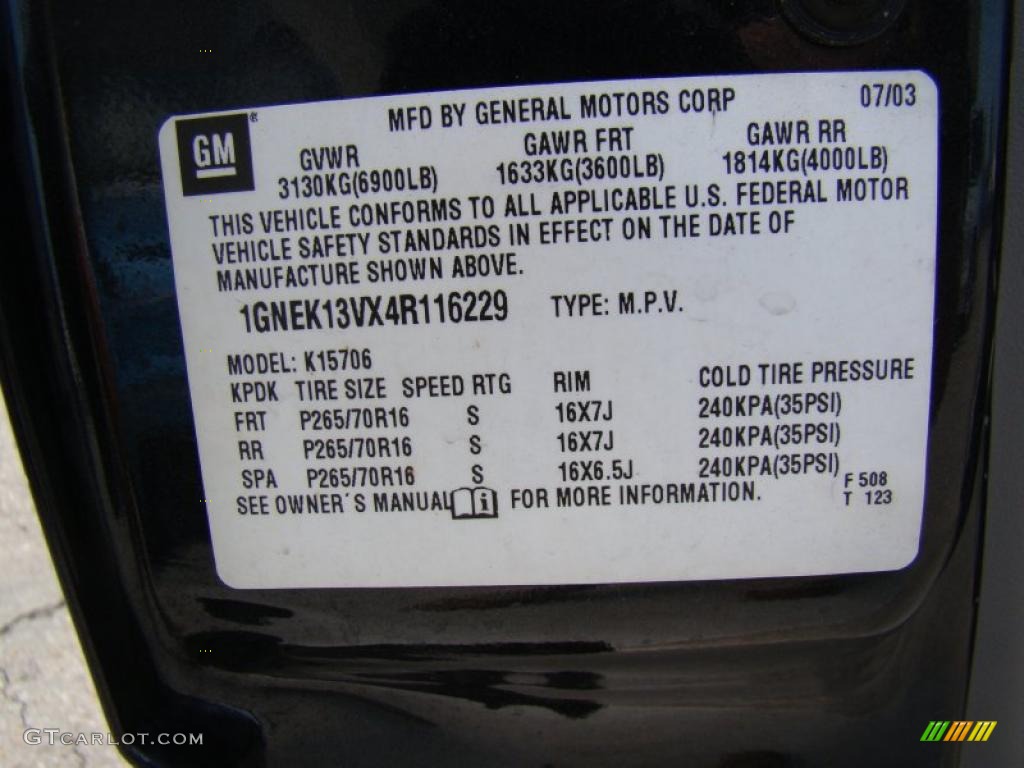 MFD BY GENERAL MOTORS CORP 07/03
GM®
GVWR GAWR FRT GAWR RR
3130KG(6900LB) 1633KG(3600LB) 1814KG(4000LB)
THIS VEHICLE CONFORMS TO ALL APPLICABLE U.S. FEDERAL MOTOR
VEHICLE SAFETY STANDARDS IN EFFECT ON THE DATE OF
MANUFACTURE SHOWN ABOVE.
1GNEK13VX4R116229 TYPE: M.P.V.
MODEL: K15706
KPDK TIRE SIZE SPEED RTG RIM COLD TIRE PRESSURE
FRT P265/70R16 S 16X7J 240KPA(35PSI)
RR P265/70R16 S 16X7J 240KPA(35PSI)
SPA P265/70R16 S 16X6.5J 240KPA(35PSI)
SEE OWNER'S MANUAL i FOR MORE INFORMATION.
F 508
T 123
GTCARLOT.COM